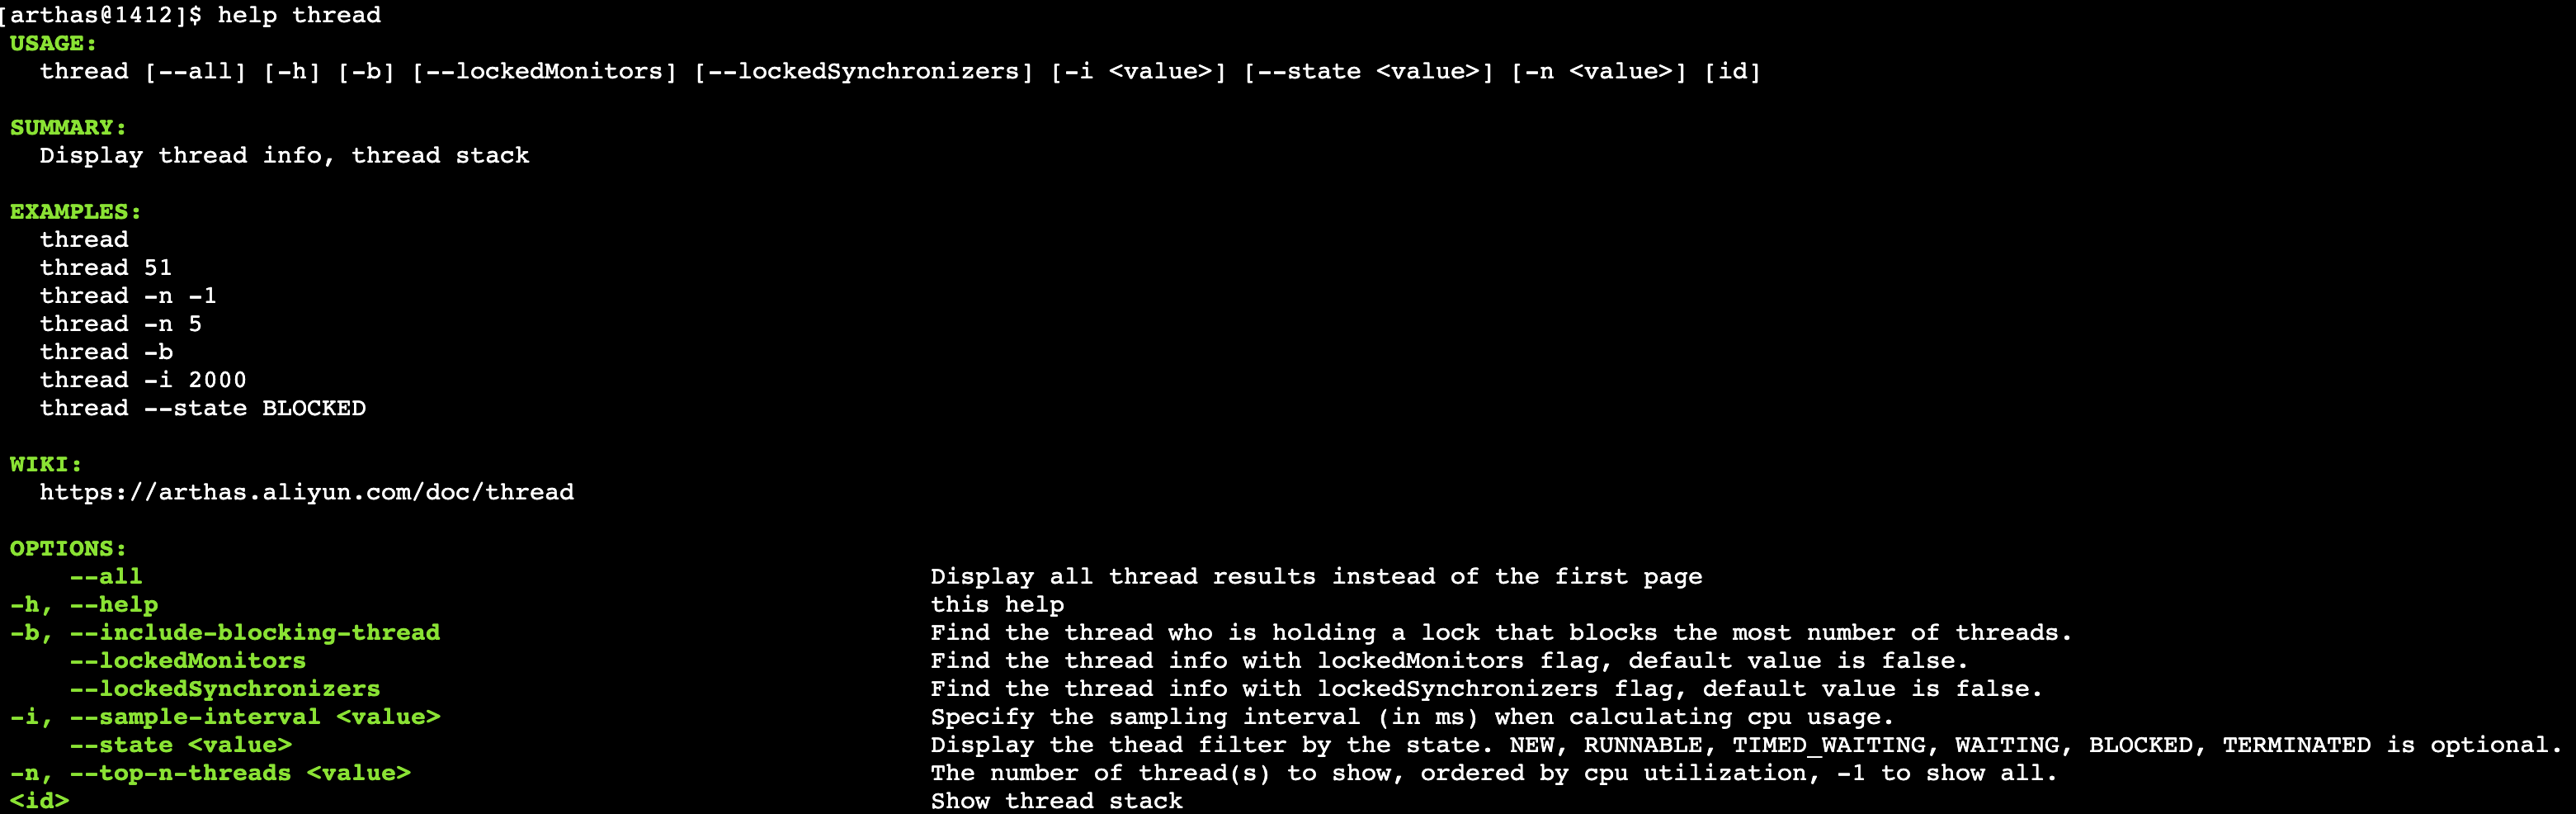 [arthas@1412]$ help thread
USAGE:
thread [--all] [-h] [-b] [--lockedMonitors] [--lockedSynchronizers] [-i <value>] [--state <value>] [-n <value>] [id]
SUMMARY:
Display thread info, thread stack
EXAMPLES:
thread
thread 51
thread -n -1
thread -n 5
thread -b
thread -i 2000
thread --state BLOCKED
WIKI:
https://arthas.aliyun.com/doc/thread
OPTIONS:
--all Display all thread results instead of the first page
-h, --help this help
-b, --include-blocking-thread Find the thread who is holding a lock that blocks the most number of threads.
--lockedMonitors Find the thread info with lockedMonitors flag, default value is false.
--lockedSynchronizers Find the thread info with lockedSynchronizers flag, default value is false.
-i, --sample-interval <value> Specify the sampling interval (in ms) when calculating cpu usage.
--state <value> Display the thead filter by the state. NEW, RUNNABLE, TIMED_WAITING, WAITING, BLOCKED, TERMINATED is optional.
-n, --top-n-threads <value> The number of thread(s) to show, ordered by cpu utilization, -1 to show all.
<id> Show thread stack